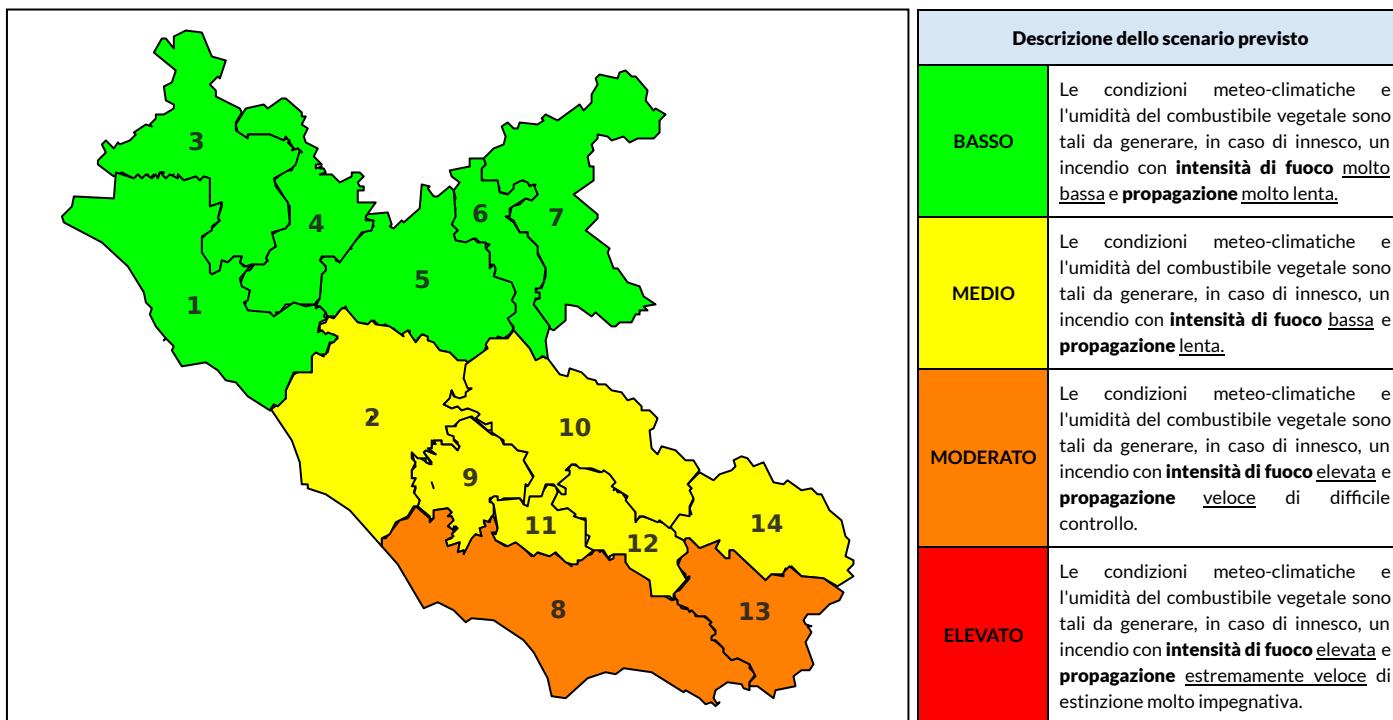 3
4
6
7
1
5
2
10
9
11
12
14
8
13
Descrizione dello scenario previsto
BASSO
Le condizioni meteo-climatiche e
l'umidità del combustibile vegetale sono
tali da generare, in caso di innesco, un
incendio con intensità di fuoco molto
bassa e propagazione molto lenta.
MEDIO
Le condizioni meteo-climatiche e
l'umidità del combustibile vegetale sono
tali da generare, in caso di innesco, un
incendio con intensità di fuoco bassa e
propagazione lenta.
MODERATO
Le condizioni meteo-climatiche e
l'umidità del combustibile vegetale sono
tali da generare, in caso di innesco, un
incendio con intensità di fuoco elevata e
propagazione veloce di difficile
controllo.
ELEVATO
Le condizioni meteo-climatiche e
l'umidità del combustibile vegetale sono
tali da generare, in caso di innesco, un
incendio con intensità di fuoco elevata e
propagazione estremamente veloce di
estinzione molto impegnativa.